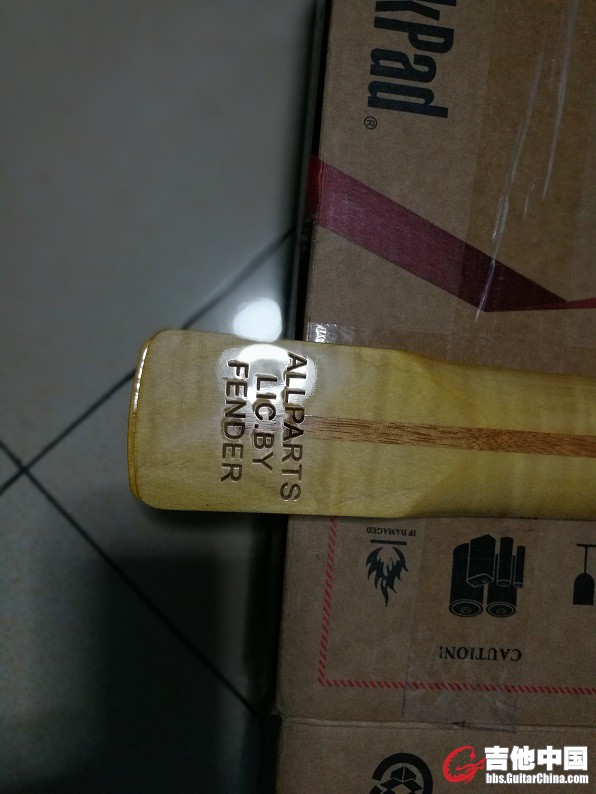 kPad®
ALLPARTS
LIC.BY
FENDER
IF DAMAGED
CAUTION!
吉他中国
bbs.GuitarChina.com